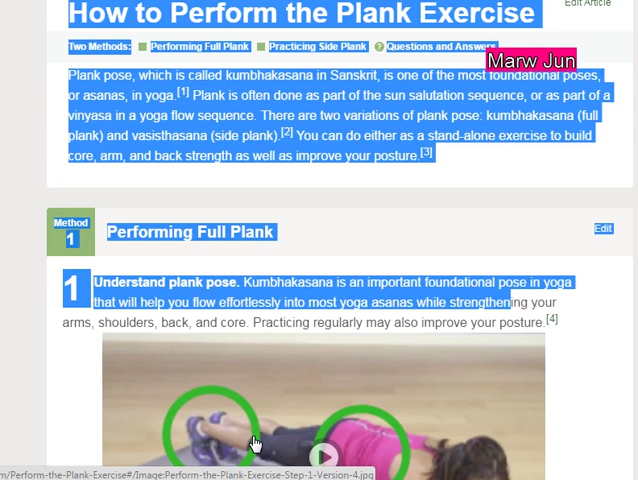 How to Perform the Plank Exercise
Edit Article
Two Methods: Performing Full Plank Practicing Side Plank Questions and Answers
Marw Jun
Plank pose, which is called kumbhakasana in Sanskrit, is one of the most foundational poses,
or asanas, in yoga.[1] Plank is often done as part of the sun salutation sequence, or as part of a
vinyasa in a yoga flow sequence. There are two variations of plank pose: kumbhakasana (full
plank) and vasisthasana (side plank).[2] You can do either as a stand-alone exercise to build
core, arm, and back strength as well as improve your posture.[3]
Method
1
Performing Full Plank
Edit
1 Understand plank pose. Kumbhakasana is an important foundational pose in yoga
that will help you flow effortlessly into most yoga asanas while strengthening your
arms, shoulders, back, and core. Practicing regularly may also improve your posture.[4]
m/Perform-the-Plank-Exercise#/Image:Perform-the-Plank-Exercise-Step-1-Version-4.jpg